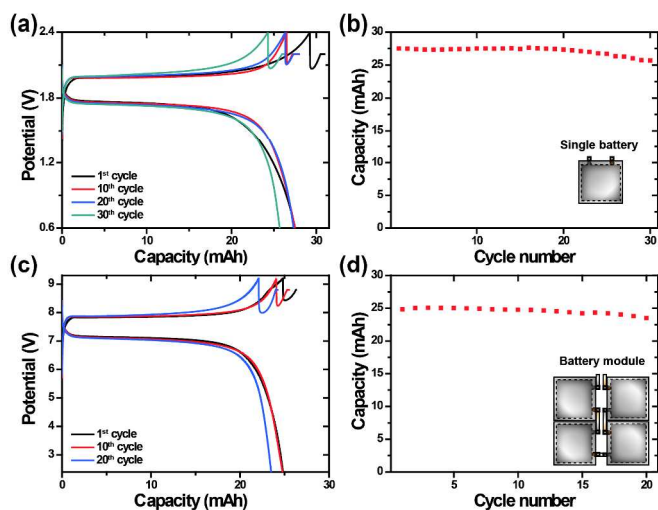 (a)
2.4
1.8
1.2
0.6
Potential (V)
1st cycle
10th cycle
20th cycle
30th cycle
0 10 20 30
Capacity (mAh)
(b)
30
25
20
15
10
5
0
Capacity (mAh)
Single battery
10 15 20 25 30
Cycle number
(c)
9
8
7
6
5
4
3
Potential (V)
1st cycle
10th cycle
20th cycle
0 10 20 30
Capacity (mAh)
(d)
30
25
20
15
10
5
0
Capacity (mAh)
Battery module
5 10 15 20
Cycle number